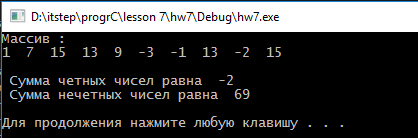 D:\itstep\progrC\lesson 7\hw7\Debug\hw7.exe
Массив :
1 7 15 13 9 -3 -1 13 -2 15
Сумма четных чисел равна -2
Сумма нечетных чисел равна 69
Для продолжения нажмите любую клавишу . . .